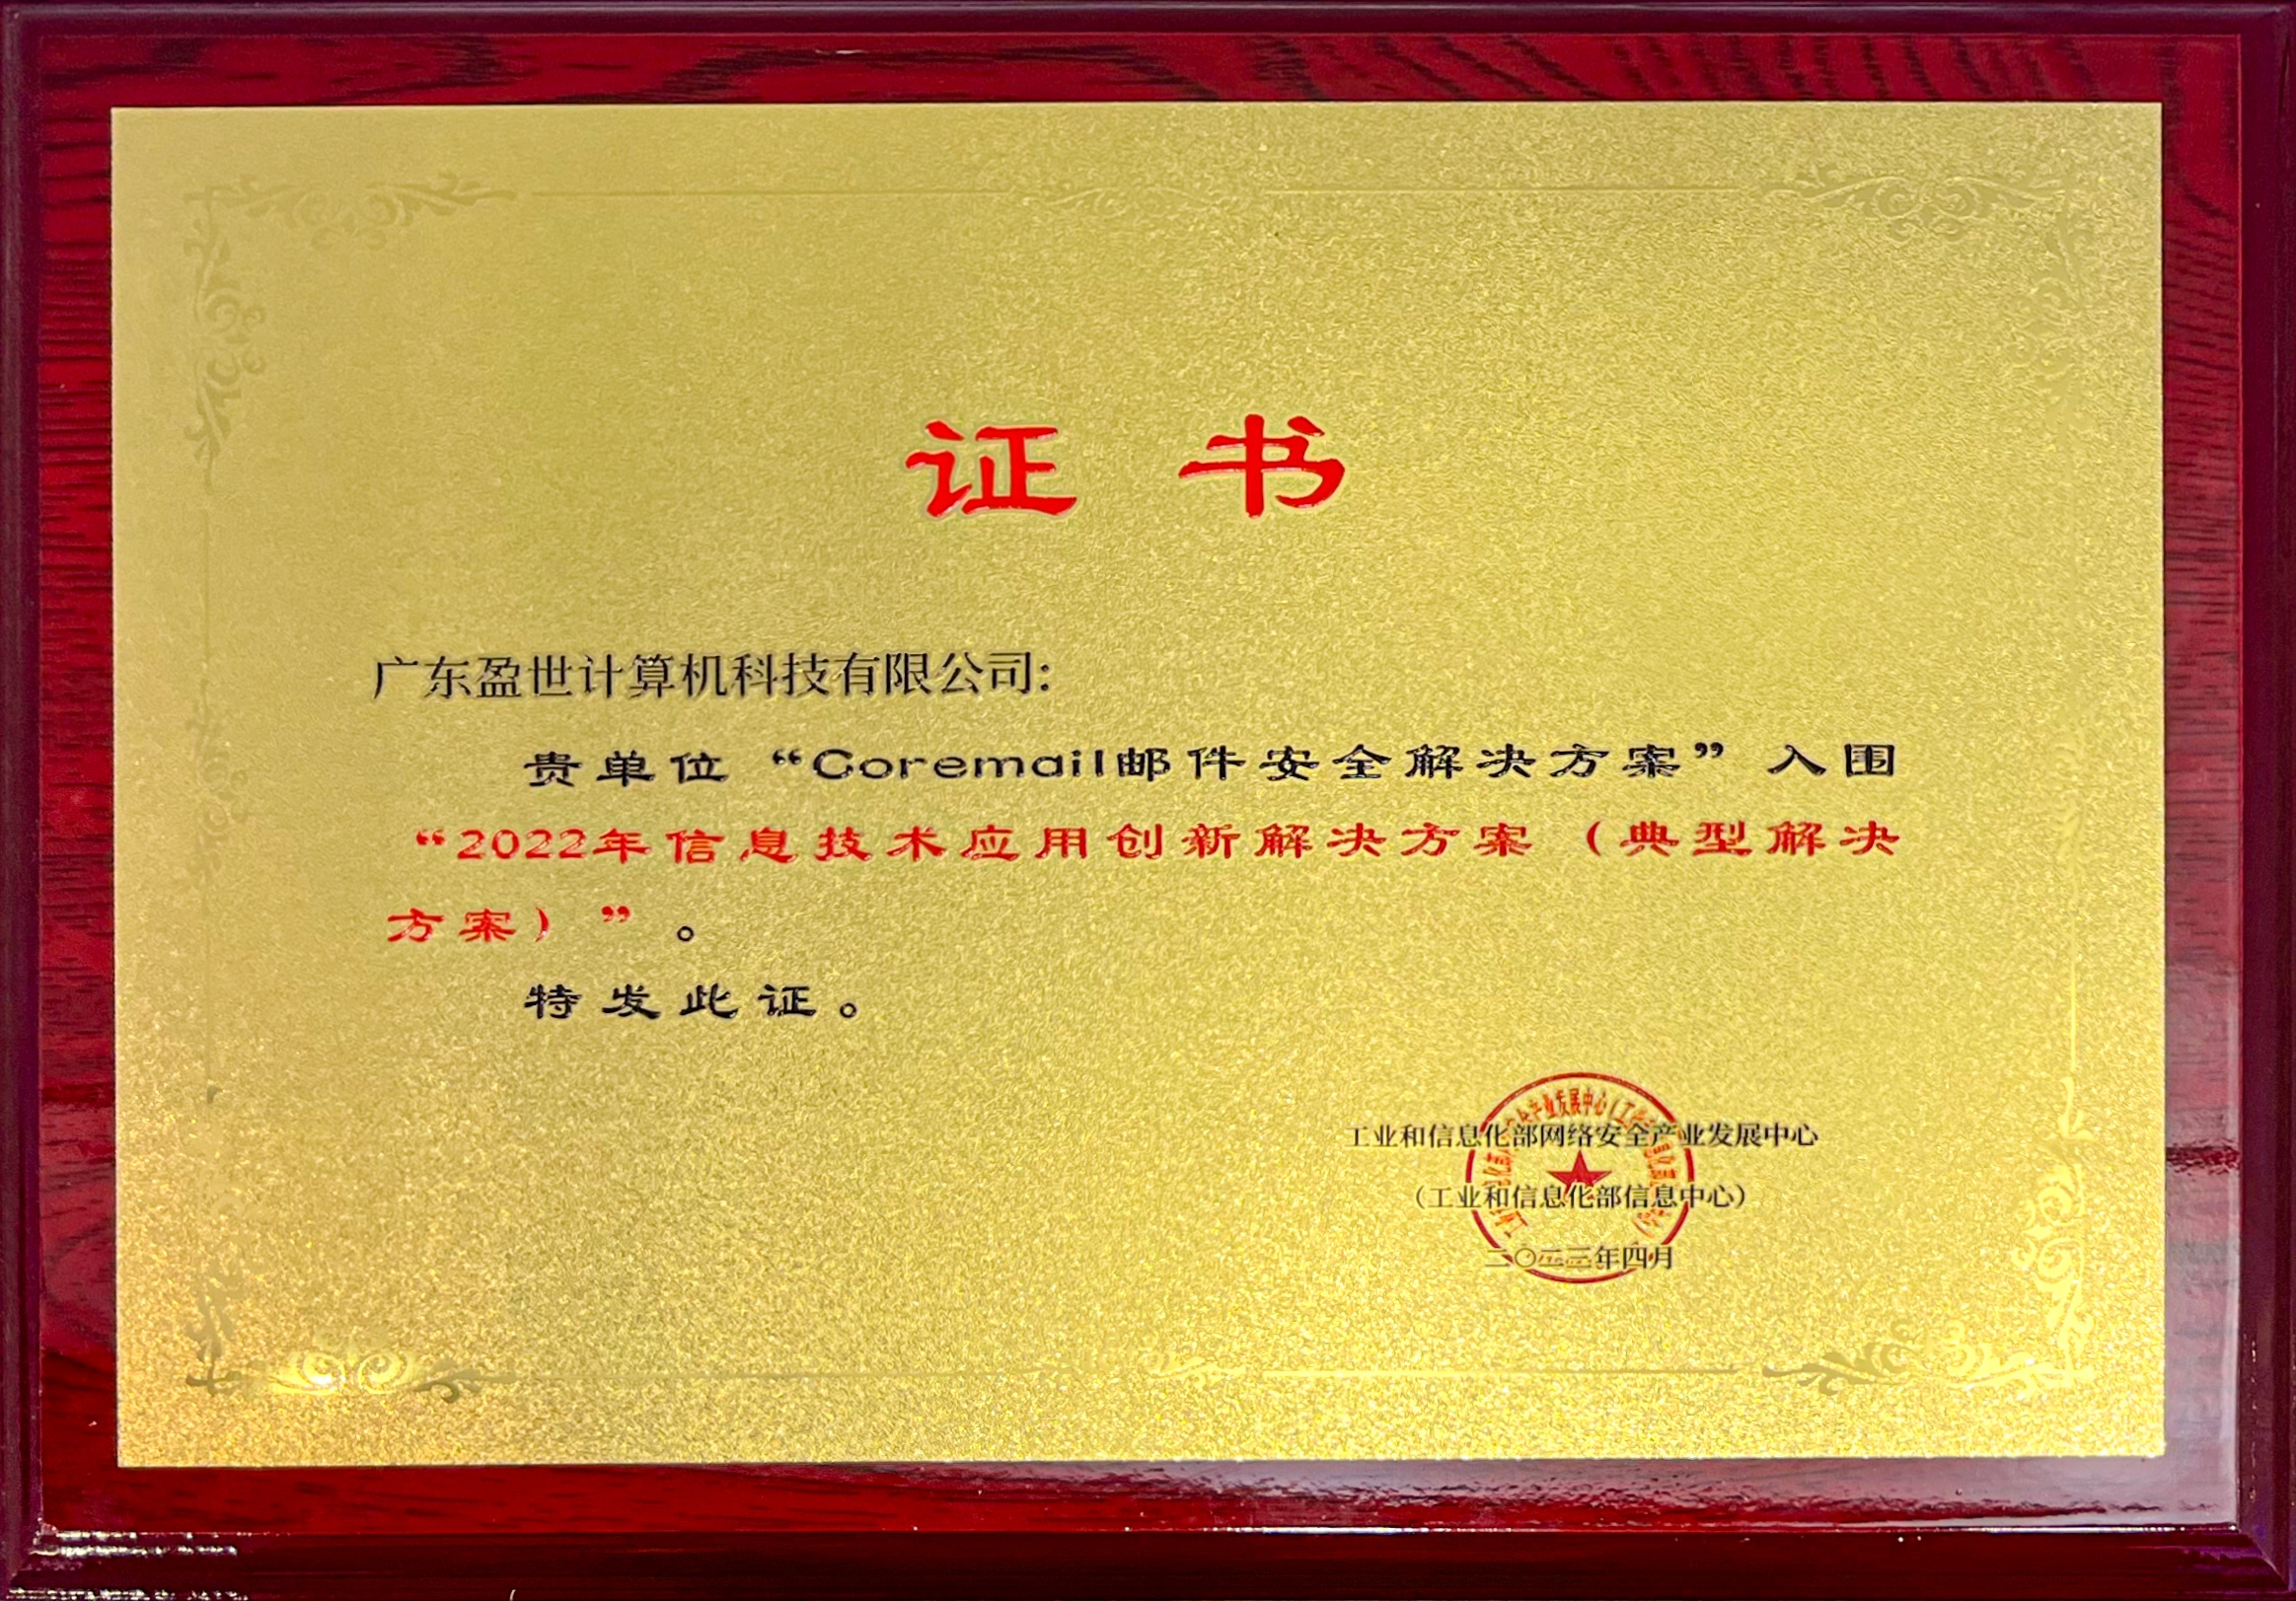 证书
广东盈世计算机科技有限公司:
贵单位“Coremail邮件安全解决方案”入围
“2022年信息技术应用创新解决方案（典型解决
方案）”。
特发此证。
工业和信息化部网络安全产业发展中心
（工业和信息化部信息中心）
二〇二三年四月